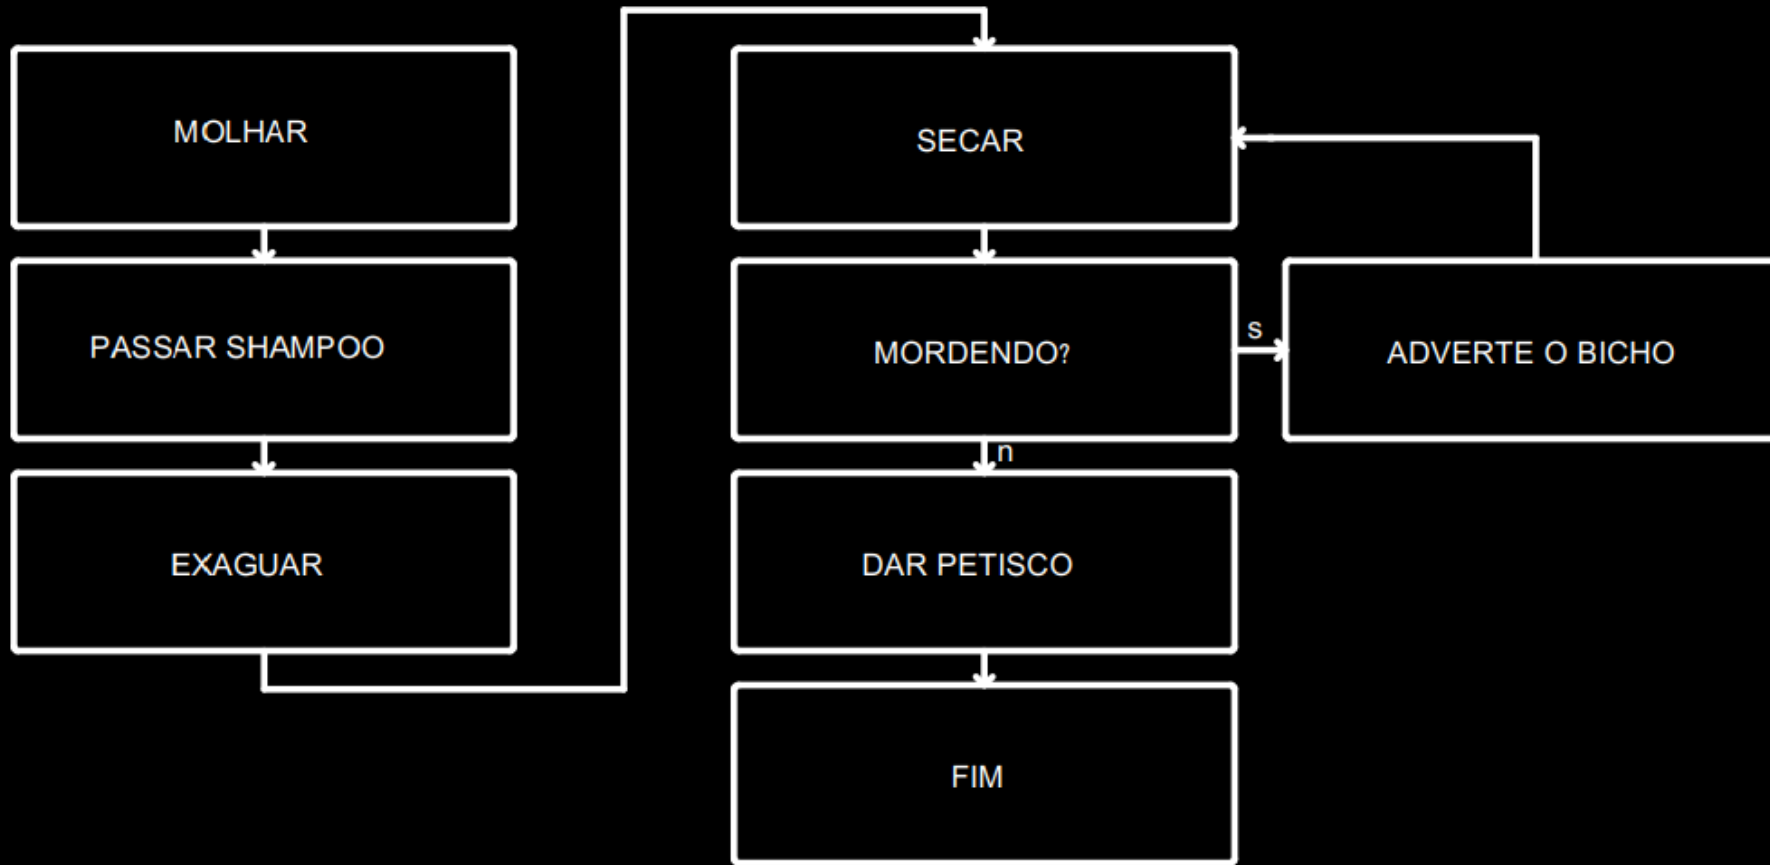 MOLHAR
PASSAR SHAMPOO
EXAGUAR
SECAR
MORDENDO?
s
ADVERTE O BICHO
n
DAR PETISCO
FIM